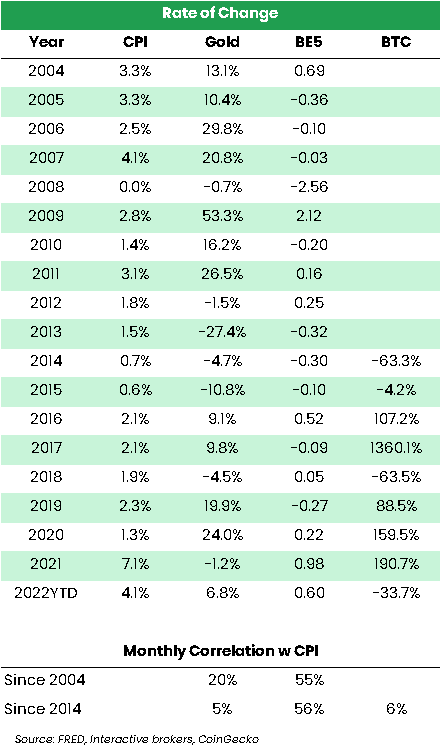 Rate of Change
Year CPI Gold BE5 BTC
2004 3.3% 13.1% 0.69
2005 3.3% 10.4% -0.36
2006 2.5% 29.8% -0.10
2007 4.1% 20.8% -0.03
2008 0.0% -0.7% -2.56
2009 2.8% 53.3% 2.12
2010 1.4% 16.2% -0.20
2011 3.1% 26.5% 0.16
2012 1.8% -1.5% 0.25
2013 1.5% -27.4% -0.32
2014 0.7% -4.7% -0.30 -63.3%
2015 0.6% -10.8% -0.10 -4.2%
2016 2.1% 9.1% 0.52 107.2%
2017 2.1% 9.8% -0.09 1360.1%
2018 1.9% -4.5% 0.05 -63.5%
2019 2.3% 19.9% -0.27 88.5%
2020 1.3% 24.0% 0.22 159.5%
2021 7.1% -1.2% 0.98 190.7%
2022YTD 4.1% 6.8% 0.60 -33.7%
Monthly Correlation w CPI
Since 2004 20% 55%
Since 2014 5% 56% 6%
Source: FRED, Interactive brokers, CoinGecko